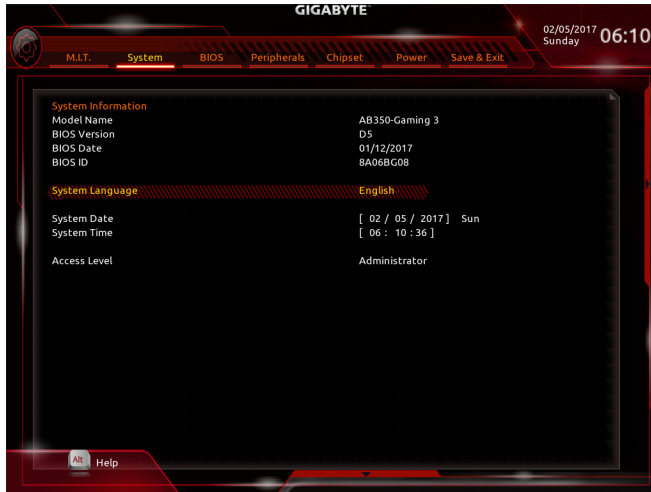 GIGABYTE™
02/05/2017 Sunday 06:10
M.I.T. System BIOS Peripherals Chipset Power Save & Exit
System Information
Model Name AB350-Gaming 3
BIOS Version D5
BIOS Date 01/12/2017
BIOS ID 8A06BG08
System Language English
System Date [ 02 / 05 / 2017 ] Sun
System Time [ 06 : 10 : 36 ]
Access Level Administrator
Alt Help